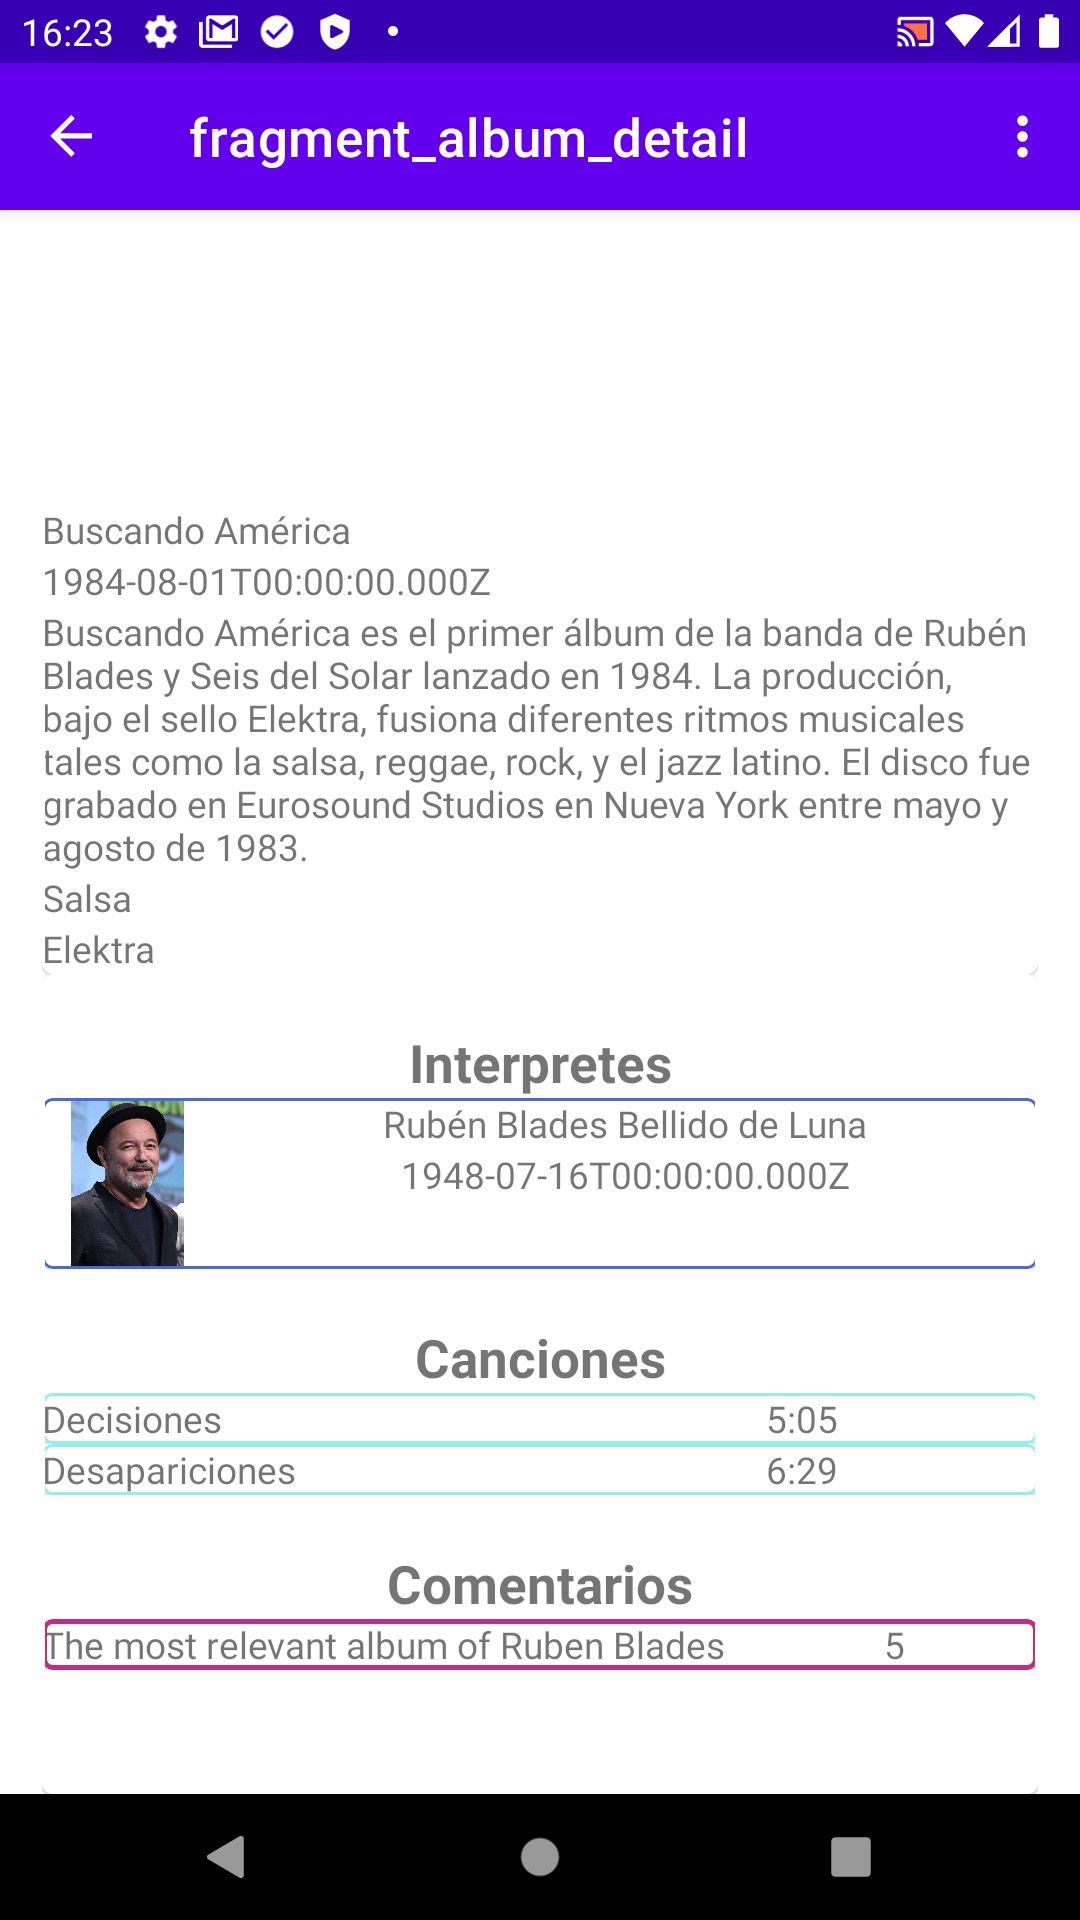 16:23
fragment_album_detail
Buscando América
1984-08-01T00:00:00.000Z
Buscando América es el primer álbum de la banda de Rubén
Blades y Seis del Solar lanzado en 1984. La producción,
bajo el sello Elektra, fusiona diferentes ritmos musicales
tales como la salsa, reggae, rock, y el jazz latino. El disco fue
grabado en Eurosound Studios en Nueva York entre mayo y
agosto de 1983.
Salsa
Elektra
Interpretes
Rubén Blades Bellido de Luna
1948-07-16T00:00:00.000Z
Canciones
Decisiones 5:05
Desapariciones 6:29
Comentarios
The most relevant album of Ruben Blades 5